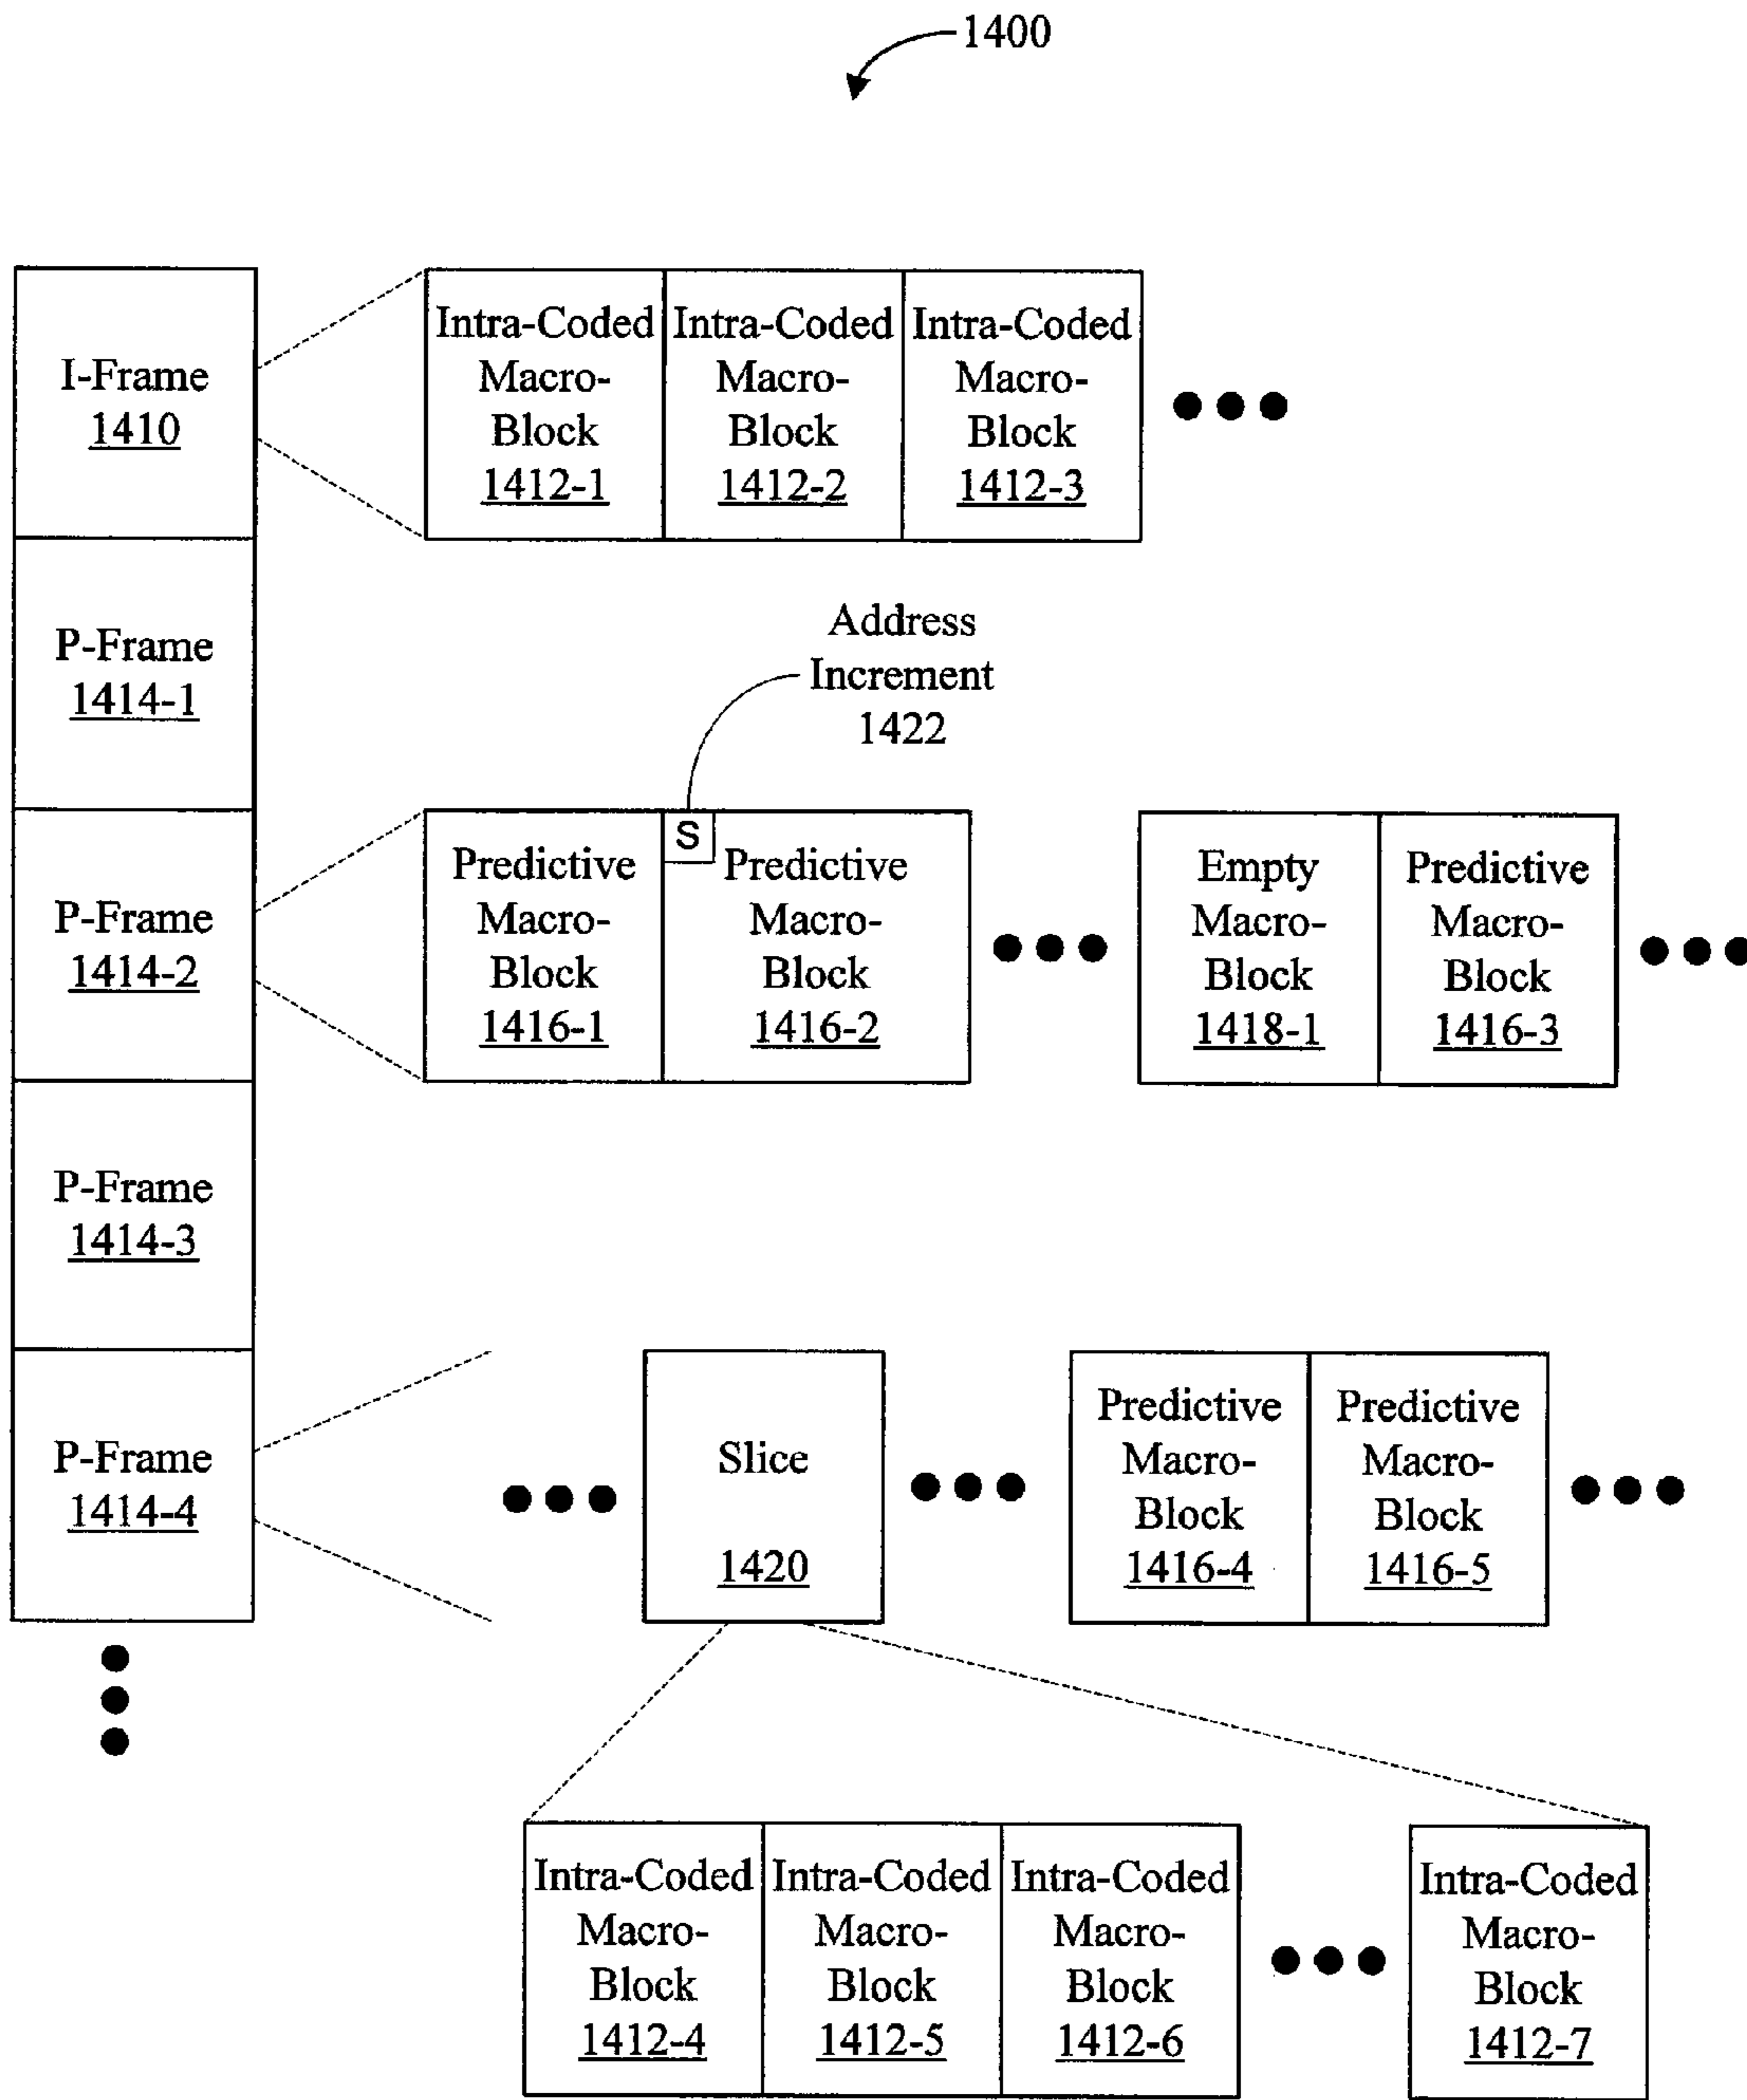 1400
I-Frame
1410
Intra-Coded
Macro-
Block
1412-1
Intra-Coded
Macro-
Block
1412-2
Intra-Coded
Macro-
Block
1412-3
P-Frame
1414-1
Address
Increment
1422
P-Frame
1414-2
Predictive
Macro-
Block
1416-1
S
Predictive
Macro-
Block
1416-2
Empty
Macro-
Block
1418-1
Predictive
Macro-
Block
1416-3
P-Frame
1414-3
P-Frame
1414-4
Slice
1420
Predictive
Macro-
Block
1416-4
Predictive
Macro-
Block
1416-5
Intra-Coded
Macro-
Block
1412-4
Intra-Coded
Macro-
Block
1412-5
Intra-Coded
Macro-
Block
1412-6
Intra-Coded
Macro-
Block
1412-7